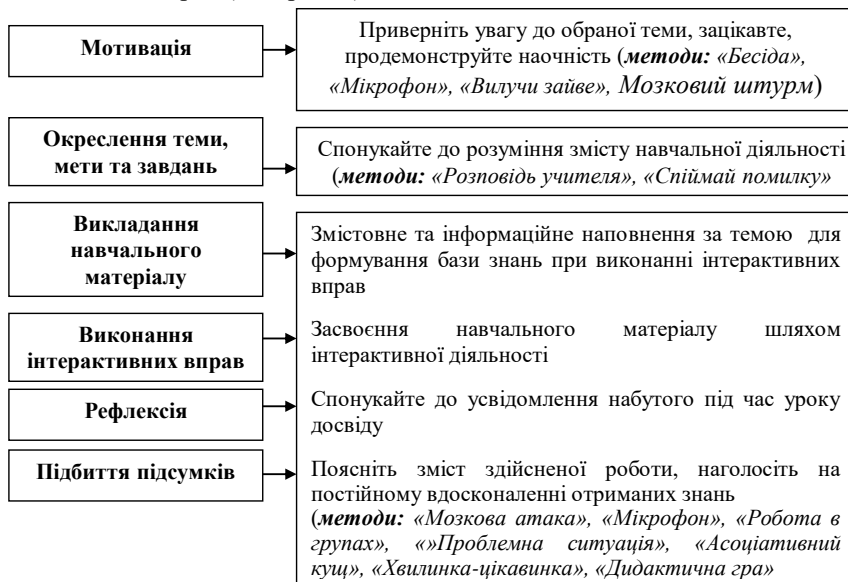 Мотивація
Приверніть увагу до обраної теми, зацікавте,
продемонструйте наочність (методи: «Бесіда»,
«Мікрофон», «Вилучи зайве», Мозковий штурм)
Окреслення теми,
мети та завдань
Спонукайте до розуміння змісту навчальної діяльності
(методи: «Розповідь учителя», «Спіймай помилку»
Викладання
навчального
матеріалу
Змістовне та інформаційне наповнення за темою для
формування бази знань при виконанні інтерактивних
вправ
Виконання
інтерактивних вправ
Засвоєння навчального матеріалу шляхом
інтерактивної діяльності
Рефлексія
Спонукайте до усвідомлення набутого під час уроку
досвіду
Підбиття підсумків
Поясніть зміст здійсненої роботи, наголосіть на
постійному вдосконаленні отриманих знань
(методи: «Мозкова атака», «Мікрофон», «Робота в
групах», «»Проблемна ситуація», «Асоціативний
кущ», «Хвилинка-цікавинка», «Дидактична гра»